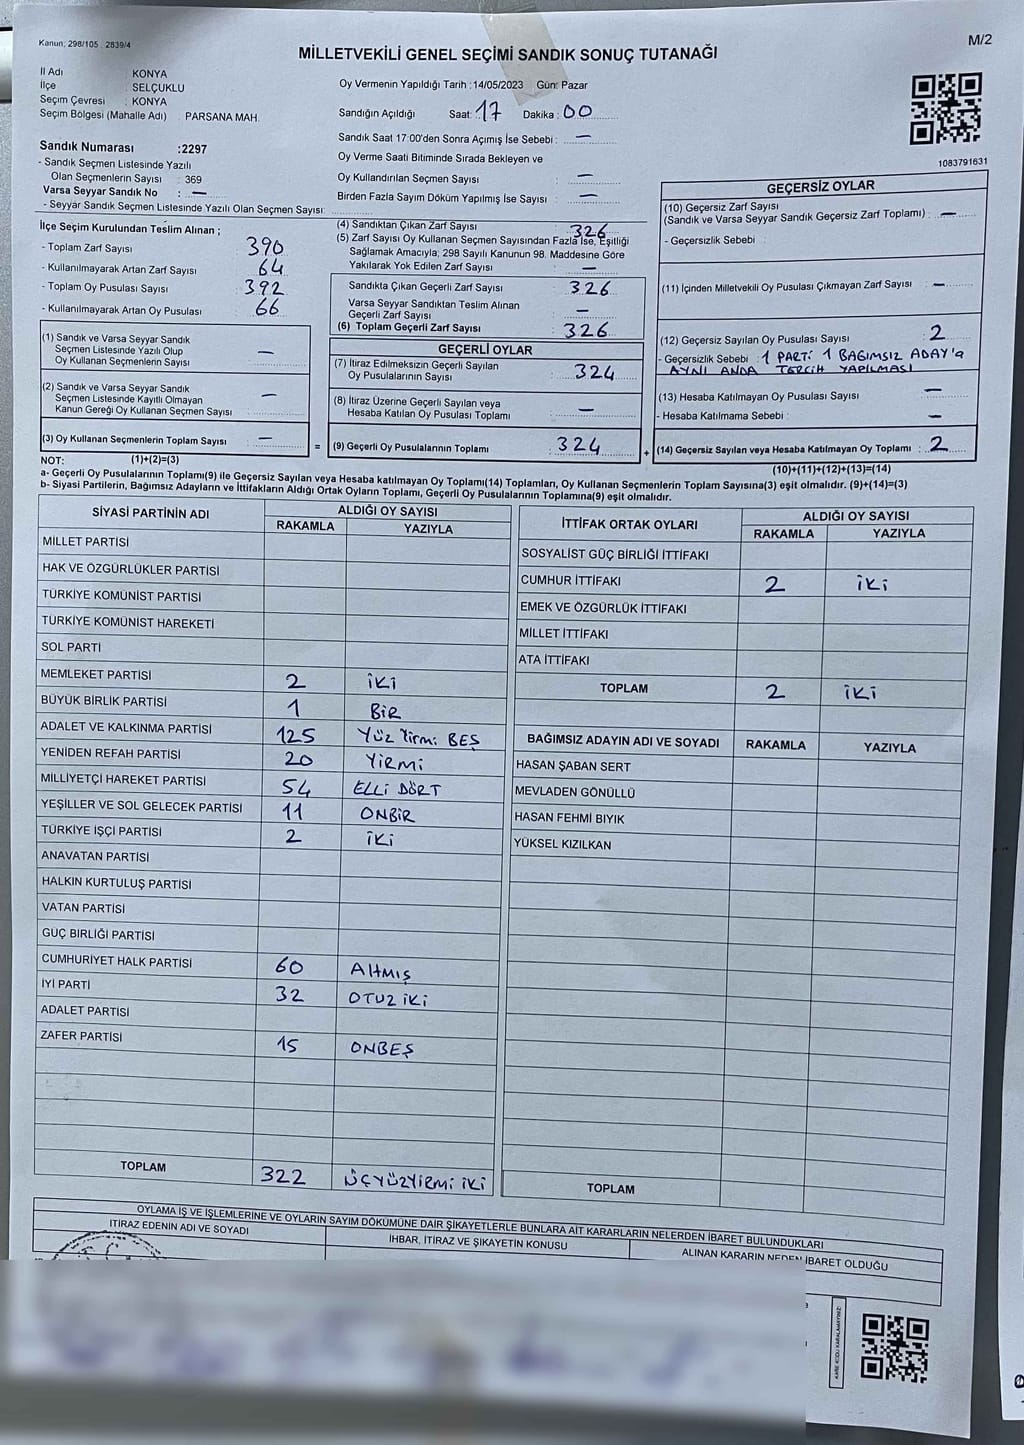 Kanun: 298/105 2839/4
M/2
MİLLETVEKİLİ GENEL SEÇİMİ SANDIK SONUÇ TUTANAĞI
İl Adı : KONYA
İlçe : SELÇUKLU
Seçim Çevresi : KONYA
Seçim Bölgesi (Mahalle Adı) : PARSANA MAH.
Oy Vermenin Yapıldığı Tarih :14/05/2023 Gün: Pazar
Sandığın Açıldığı Saat: 17 Dakika : 00
Sandık Saat 17:00'den Sonra Açımış İse Sebebi : —
Oy Verme Saati Bitiminde Sırada Bekleyen ve
Oy Kullandırılan Seçmen Sayısı : —
Birden Fazla Sayım Döküm Yapılmış İse Sayısı : —
1083791631
Sandık Numarası :2297
- Sandık Seçmen Listesinde Yazılı
Olan Seçmenlerin Sayısı : 369
Varsa Seyyar Sandık No : —
- Seyyar Sandık Seçmen Listesinde Yazılı Olan Seçmen Sayısı:
İlçe Seçim Kurulundan Teslim Alınan ;
- Toplam Zarf Sayısı : 390
- Kullanılmayarak Artan Zarf Sayısı : 64
- Toplam Oy Pusulası Sayısı : 392
- Kullanılmayarak Artan Oy Pusulası : 66
(1) Sandık ve Varsa Seyyar Sandık
Seçmen Listesinde Yazılı Olup
Oy Kullanan Seçmenlerin Sayısı : —
(2) Sandık ve Varsa Seyyar Sandık
Seçmen Listesinde Kayıtlı Olmayan
Kanun Gereği Oy Kullanan Seçmen Sayısı : —
(3) Oy Kullanan Seçmenlerin Toplam Sayısı : —
(4) Sandıktan Çıkan Zarf Sayısı : 326
(5) Zarf Sayısı Oy Kullanan Seçmen Sayısından Fazla İse, Eşitliği
Sağlamak Amacıyla; 298 Sayılı Kanunun 98. Maddesine Göre
Yakılarak Yok Edilen Zarf Sayısı : —
Sandıkta Çıkan Geçerli Zarf Sayısı : 326
Varsa Seyyar Sandıktan Teslim Alınan
Geçerli Zarf Sayısı : —
(6) Toplam Geçerli Zarf Sayısı : 326
GEÇERLİ OYLAR
(7) İtiraz Edilmeksizin Geçerli Sayılan
Oy Pusulalarının Sayısı : 324
(8) İtiraz Üzerine Geçerli Sayılan veya
Hesaba Katılan Oy Pusulası Toplamı : —
= (9) Geçerli Oy Pusulalarının Toplamı : 324
GEÇERSİZ OYLAR
(10) Geçersiz Zarf Sayısı
(Sandık ve Varsa Seyyar Sandık Geçersiz Zarf Toplamı) : —
- Geçersizlik Sebebi :
(11) İçinden Milletvekili Oy Pusulası Çıkmayan Zarf Sayısı : —
(12) Geçersiz Sayılan Oy Pusulası Sayısı : 2
- Geçersizlik Sebebi : 1 PARTİ 1 BAĞIMSIZ ADAY'a
AYNI ANDA TERCİH YAPILMASI
(13) Hesaba Katılmayan Oy Pusulası Sayısı : —
- Hesaba Katılmama Sebebi : —
+ (14) Geçersiz Sayılan veya Hesaba Katılmayan Oy Toplamı : 2
NOT: (1)+(2)=(3)
(10)+(11)+(12)+(13)=(14)
a- Geçerli Oy Pusulalarının Toplamı(9) ile Geçersiz Sayılan veya Hesaba katılmayan Oy Toplamı(14) Toplamları, Oy Kullanan Seçmenlerin Toplam Sayısına(3) eşit olmalıdır. (9)+(14)=(3)
b- Siyasi Partilerin, Bağımsız Adayların ve İttifakların Aldığı Ortak Oyların Toplamı, Geçerli Oy Pusulalarının Toplamına(9) eşit olmalıdır.
SİYASİ PARTİNİN ADI ALDIĞI OY SAYISI
RAKAMLA YAZIYLA
MİLLET PARTİSİ
HAK VE ÖZGÜRLÜKLER PARTİSİ
TÜRKİYE KOMÜNİST PARTİSİ
TÜRKİYE KOMÜNİST HAREKETİ
SOL PARTİ
MEMLEKET PARTİSİ 2 İKİ
BÜYÜK BİRLİK PARTİSİ 1 BİR
ADALET VE KALKINMA PARTİSİ 125 Yüz Yirmi BEŞ
YENİDEN REFAH PARTİSİ 20 YİRMİ
MİLLİYETÇİ HAREKET PARTİSİ 54 ELLİ DÖRT
YEŞİLLER VE SOL GELECEK PARTİSİ 11 ONBİR
TÜRKİYE İŞÇİ PARTİSİ 2 İKİ
ANAVATAN PARTİSİ
HALKIN KURTULUŞ PARTİSİ
VATAN PARTİSİ
GÜÇ BİRLİĞİ PARTİSİ
CUMHURİYET HALK PARTİSİ 60 ALTMIŞ
İYİ PARTİ 32 OTUZ İKİ
ADALET PARTİSİ
ZAFER PARTİSİ 15 ONBEŞ
TOPLAM 322 ÜÇYÜZYİRMİ İKİ
İTTİFAK ORTAK OYLARI ALDIĞI OY SAYISI
RAKAMLA YAZIYLA
SOSYALİST GÜÇ BİRLİĞİ İTTİFAKI
CUMHUR İTTİFAKI 2 İKİ
EMEK VE ÖZGÜRLÜK İTTİFAKI
MİLLET İTTİFAKI
ATA İTTİFAKI
TOPLAM 2 İKİ
BAĞIMSIZ ADAYIN ADI VE SOYADI RAKAMLA YAZIYLA
HASAN ŞABAN SERT
MEVLADEN GÖNÜLLÜ
HASAN FEHMİ BIYIK
YÜKSEL KIZILKAN
TOPLAM
OYLAMA İŞ VE İŞLEMLERİNE VE OYLARIN SAYIM DÖKÜMÜNE DAİR ŞİKAYETLERLE BUNLARA AİT KARARLARIN NELERDEN İBARET BULUNDUKLARI
İTİRAZ EDENİN ADI VE SOYADI
İHBAR, İTİRAZ VE ŞİKAYETİN KONUSU
ALINAN KARARIN NEDEN İBARET OLDUĞU